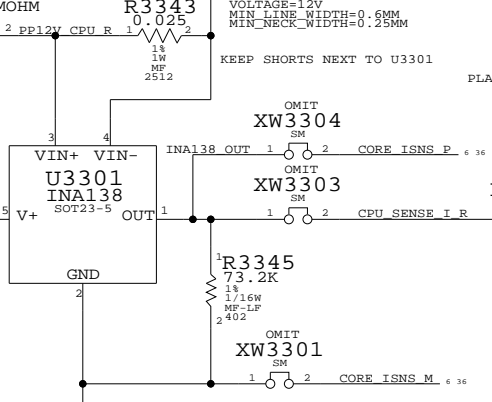 MOHM
R3343
0.025
2 PP12V_CPU_R 1 2
1%
1W
MF
2512
VOLTAGE=12V
MIN_LINE_WIDTH=0.6MM
MIN_NECK_WIDTH=0.25MM
KEEP SHORTS NEXT TO U3301
PLA
OMIT
XW3304
SM
INA138_OUT 1 2 CORE_ISNS_P 6 36
3 4
VIN+ VIN-
U3301
INA138
SOT23-5
5 V+ OUT 1
GND
2
OMIT
XW3303
SM
1 2 CPU_SENSE_I_R
1
R3345
73.2K
1%
1/16W
MF-LF
402
2
OMIT
XW3301
SM
1 2 CORE_ISNS_M 6 36